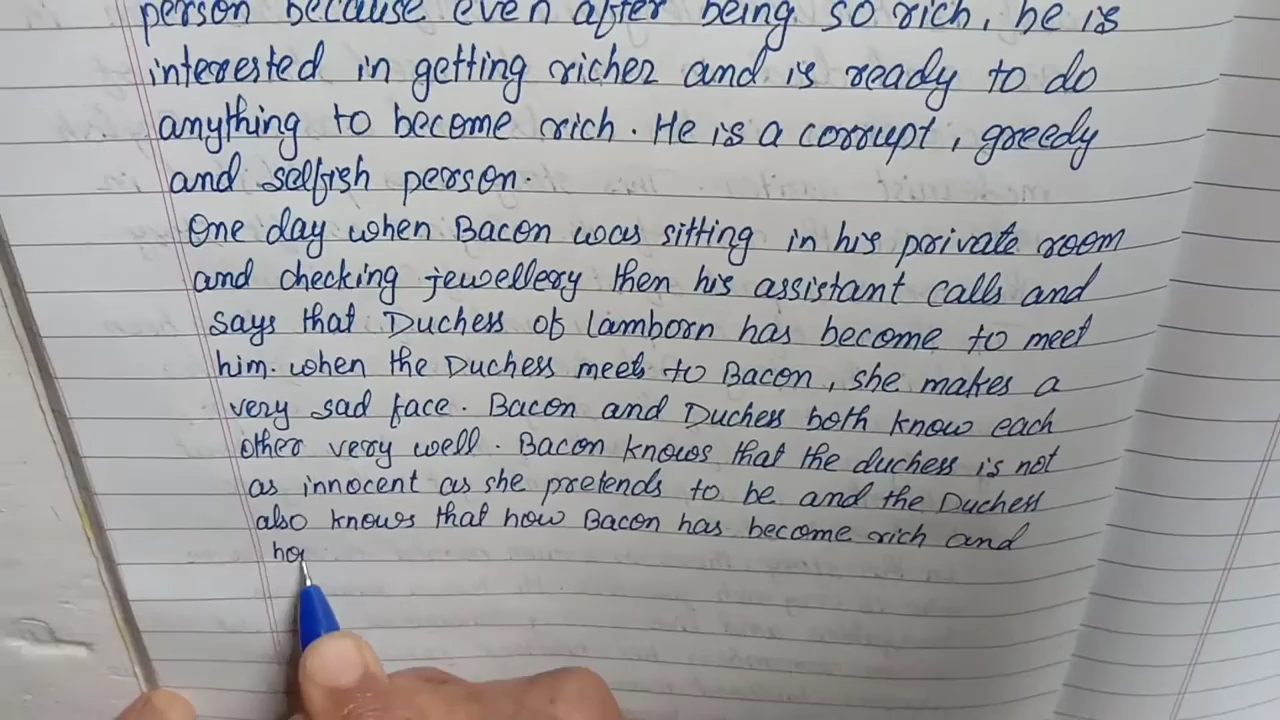 person because even after being so rich, he is
interested in getting richer and is ready to do
anything to become rich. He is a corrupt, greedy
and selfish person.
One day when Bacon was sitting in his private room
and checking jewellery then his assistant calls and
says that Duchess of Lamborn has become to meet
him. when the Duchess meets to Bacon, she makes a
very sad face. Bacon and Duchess both know each
other very well. Bacon knows that the duchess is not
as innocent as she pretends to be and the Duchess
also knows that how Bacon has become rich and